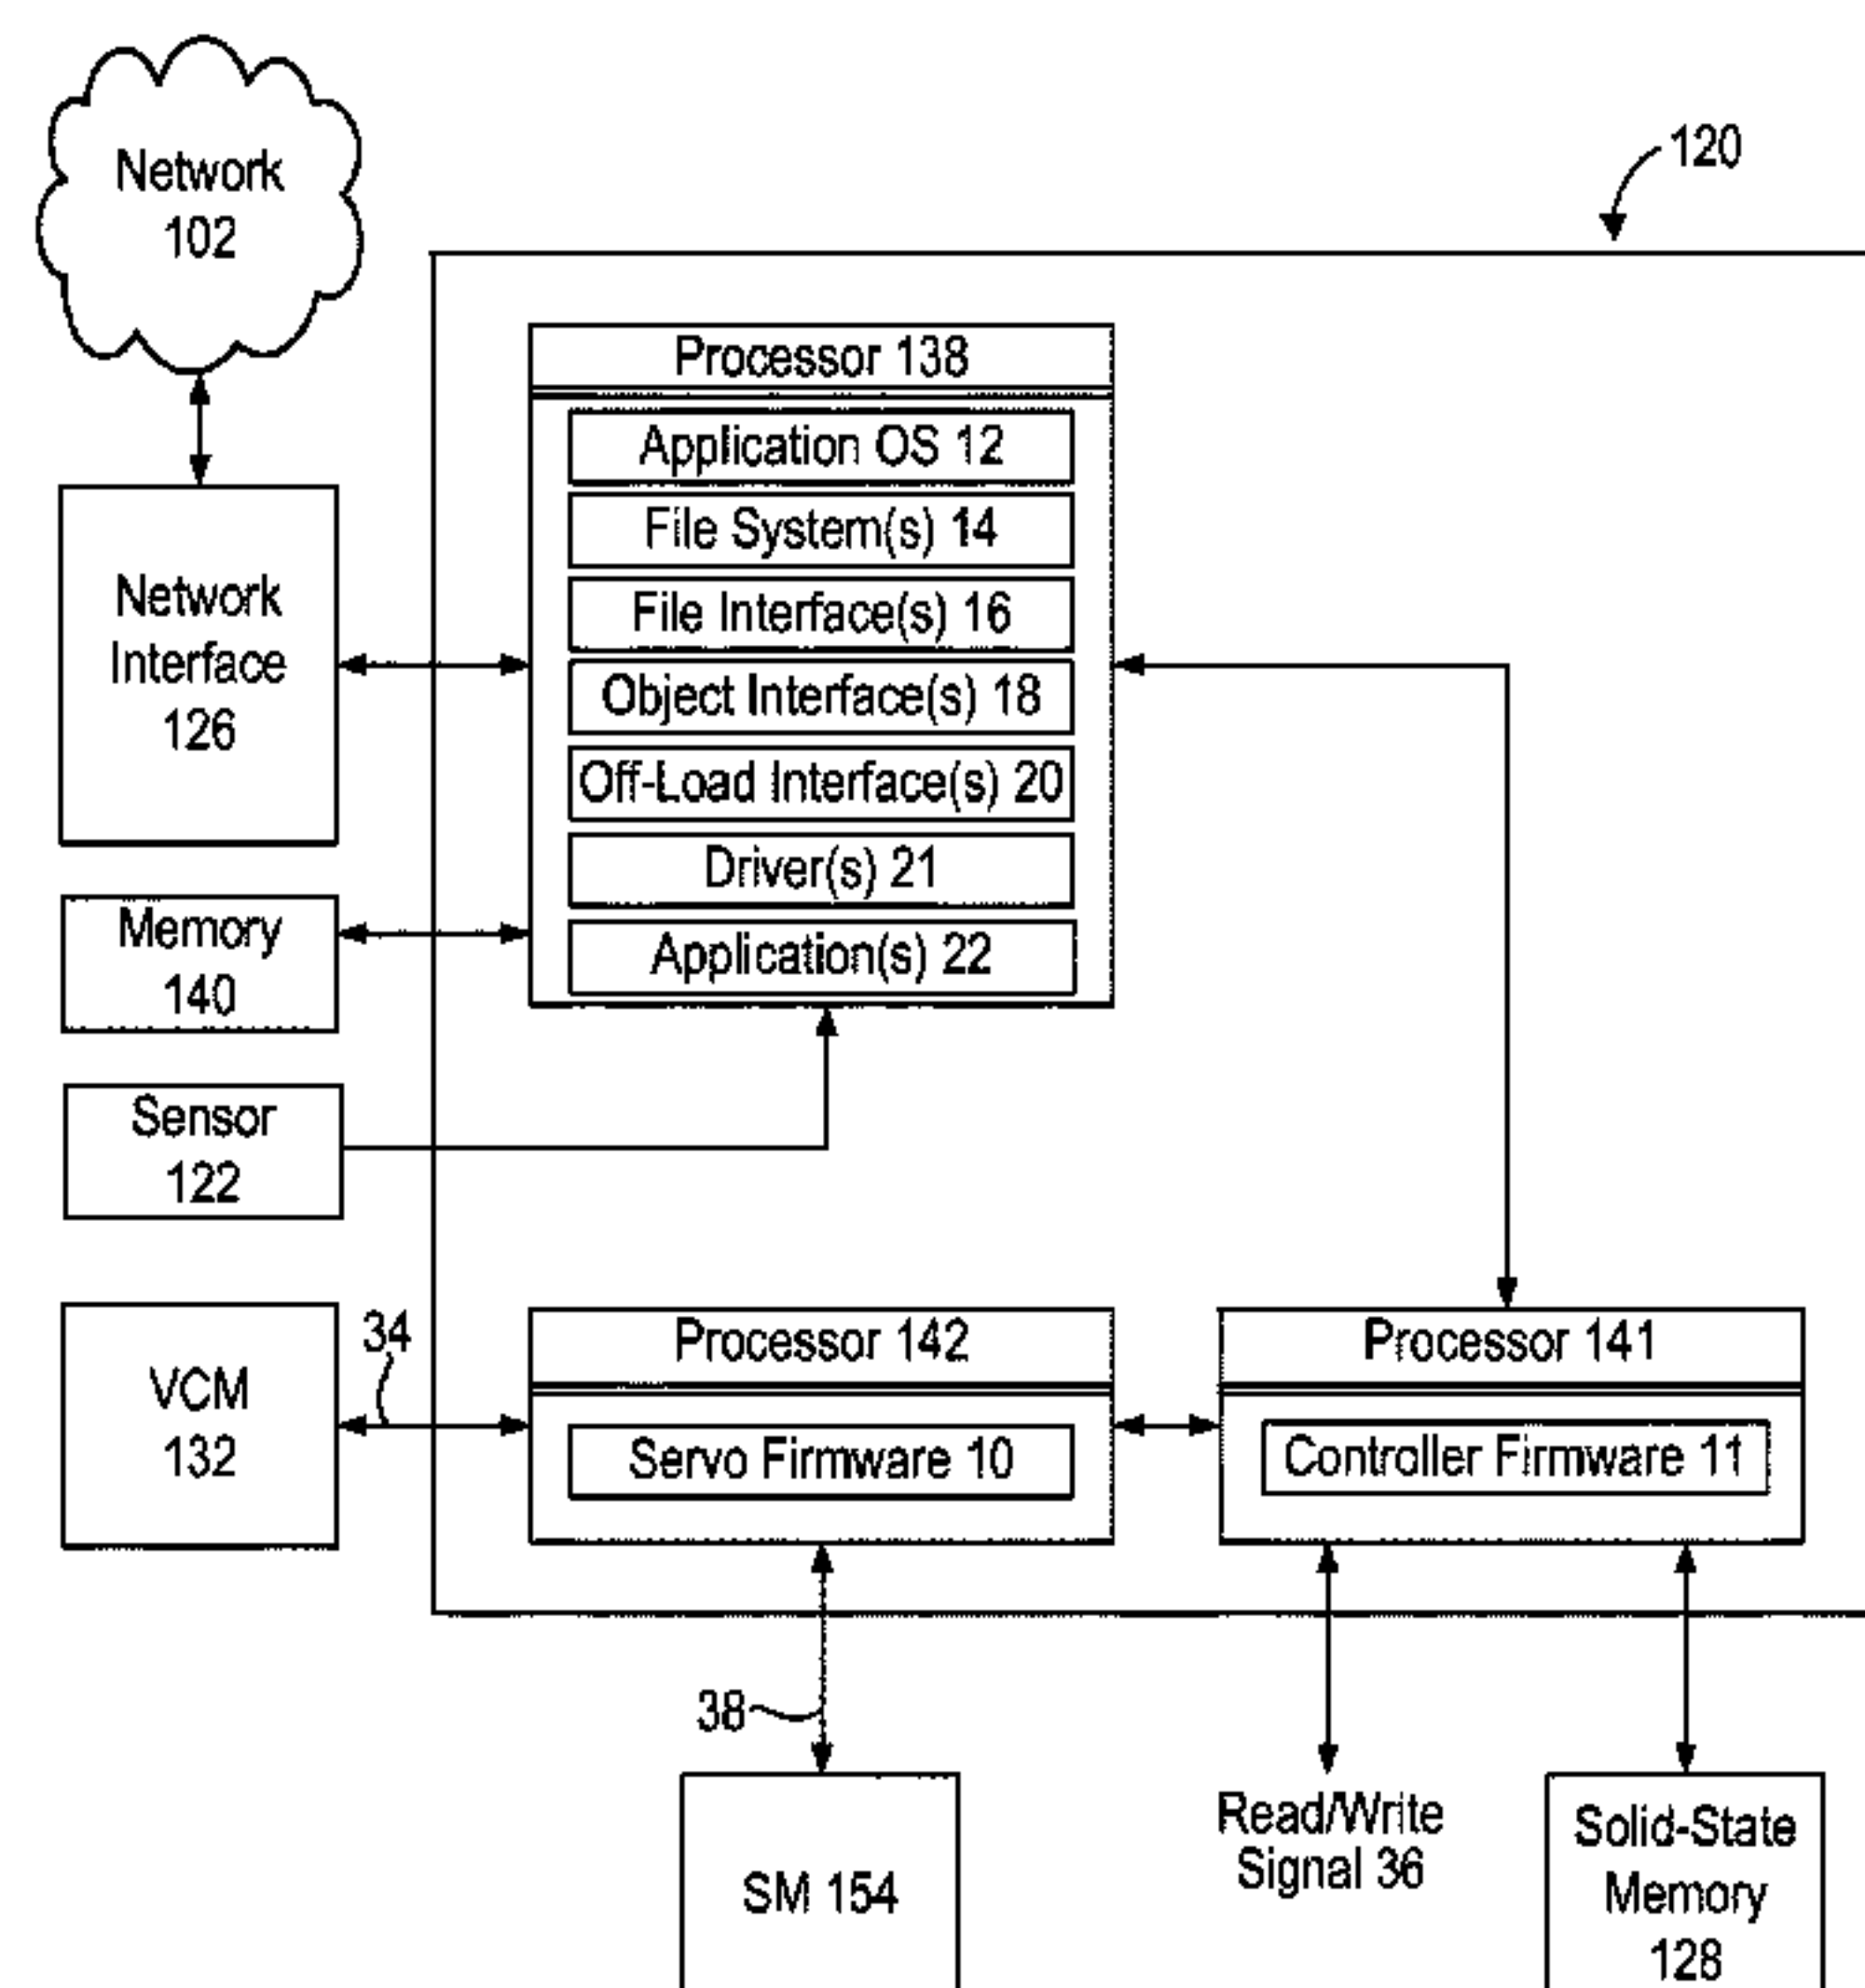 Network
102
120
Processor 138
Application OS 12
File System(s) 14
File Interface(s) 16
Object Interface(s) 18
Off-Load Interface(s) 20
Driver(s) 21
Application(s) 22
Network
Interface
126
Memory
140
Sensor
122
VCM
132
34
Processor 142
Servo Firmware 10
Processor 141
Controller Firmware 11
38
SM 154
Read/Write
Signal 36
Solid-State
Memory
128